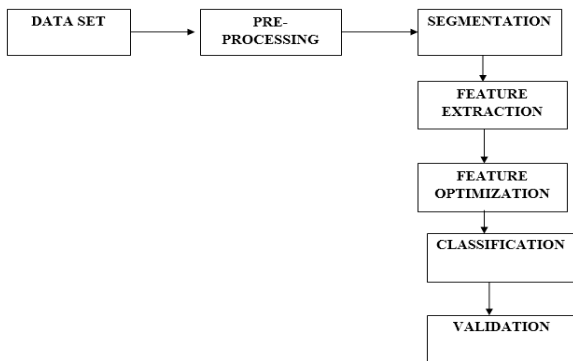 DATA SET
PRE-
PROCESSING
SEGMENTATION
FEATURE
EXTRACTION
FEATURE
OPTIMIZATION
CLASSIFICATION
VALIDATION